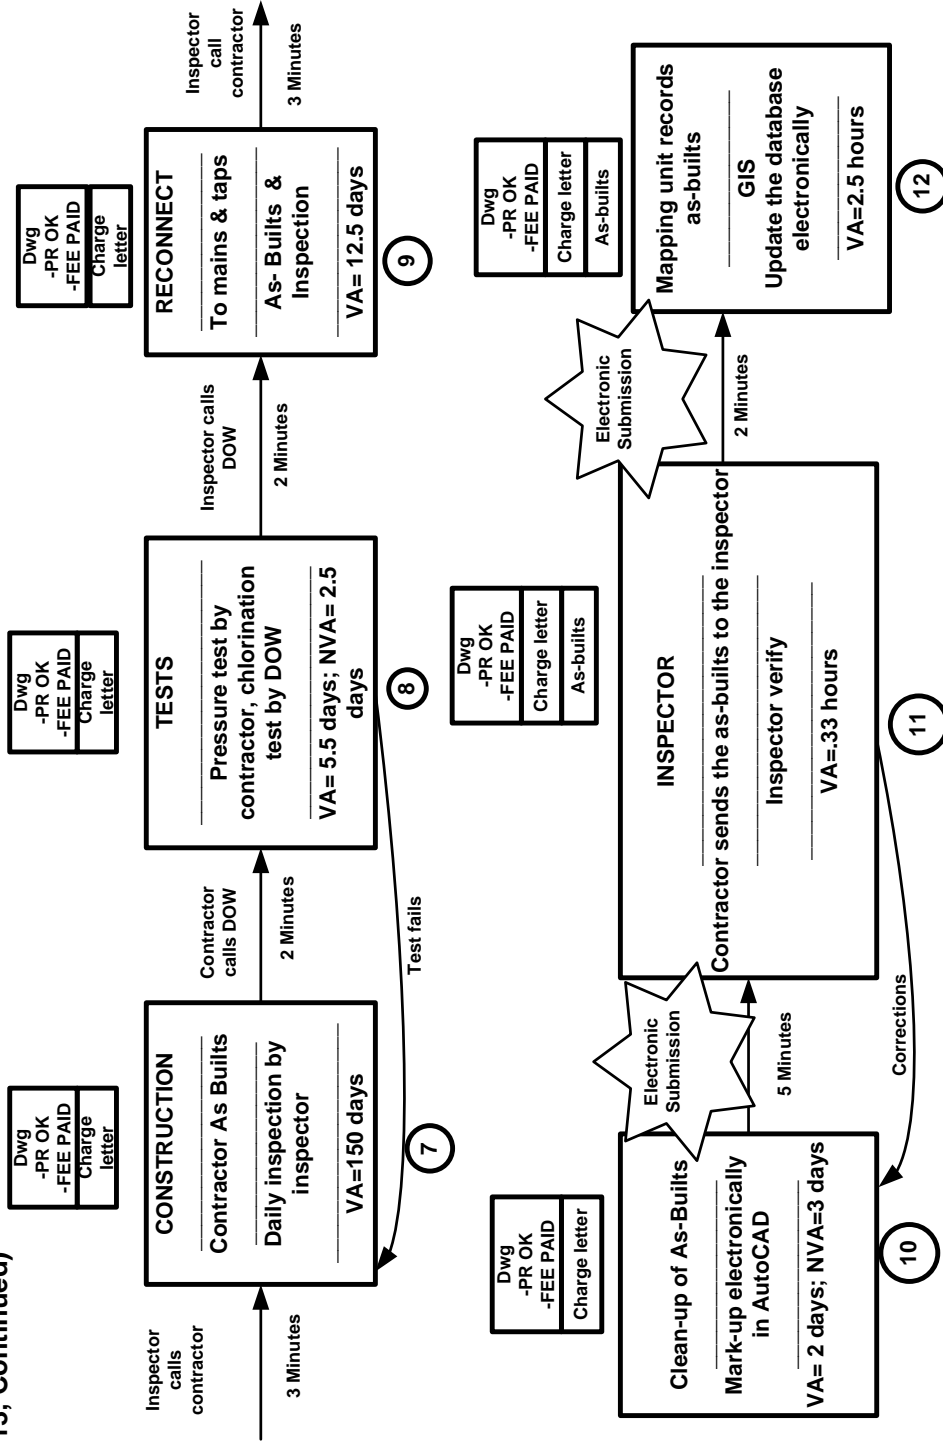 15, Continued)
Inspector
calls
contractor
3 Minutes
Dwg
-PR OK
-FEE PAID
Charge
letter
CONSTRUCTION
Contractor As Builts
Daily inspection by
inspector
VA=150 days
7
Contractor
calls DOW
2 Minutes
Test fails
Dwg
-PR OK
-FEE PAID
Charge
letter
TESTS
Pressure test by
contractor, chlorination
test by DOW
VA= 5.5 days; NVA= 2.5
days
8
Inspector calls
DOW
2 Minutes
Dwg
-PR OK
-FEE PAID
Charge
letter
RECONNECT
To mains & taps
As- Builts &
Inspection
VA= 12.5 days
9
Inspector
call
contractor
3 Minutes
Dwg
-PR OK
-FEE PAID
Charge letter
Clean-up of As-Builts
Mark-up electronically
in AutoCAD
VA= 2 days; NVA=3 days
10
Electronic
Submission
5 Minutes
Corrections
Dwg
-PR OK
-FEE PAID
Charge letter
As-builts
INSPECTOR
Contractor sends the as-builts to the inspector
Inspector verify
VA=.33 hours
11
Electronic
Submission
2 Minutes
Dwg
-PR OK
-FEE PAID
Charge letter
As-builts
Mapping unit records
as-builts
GIS
Update the database
electronically
VA=2.5 hours
12